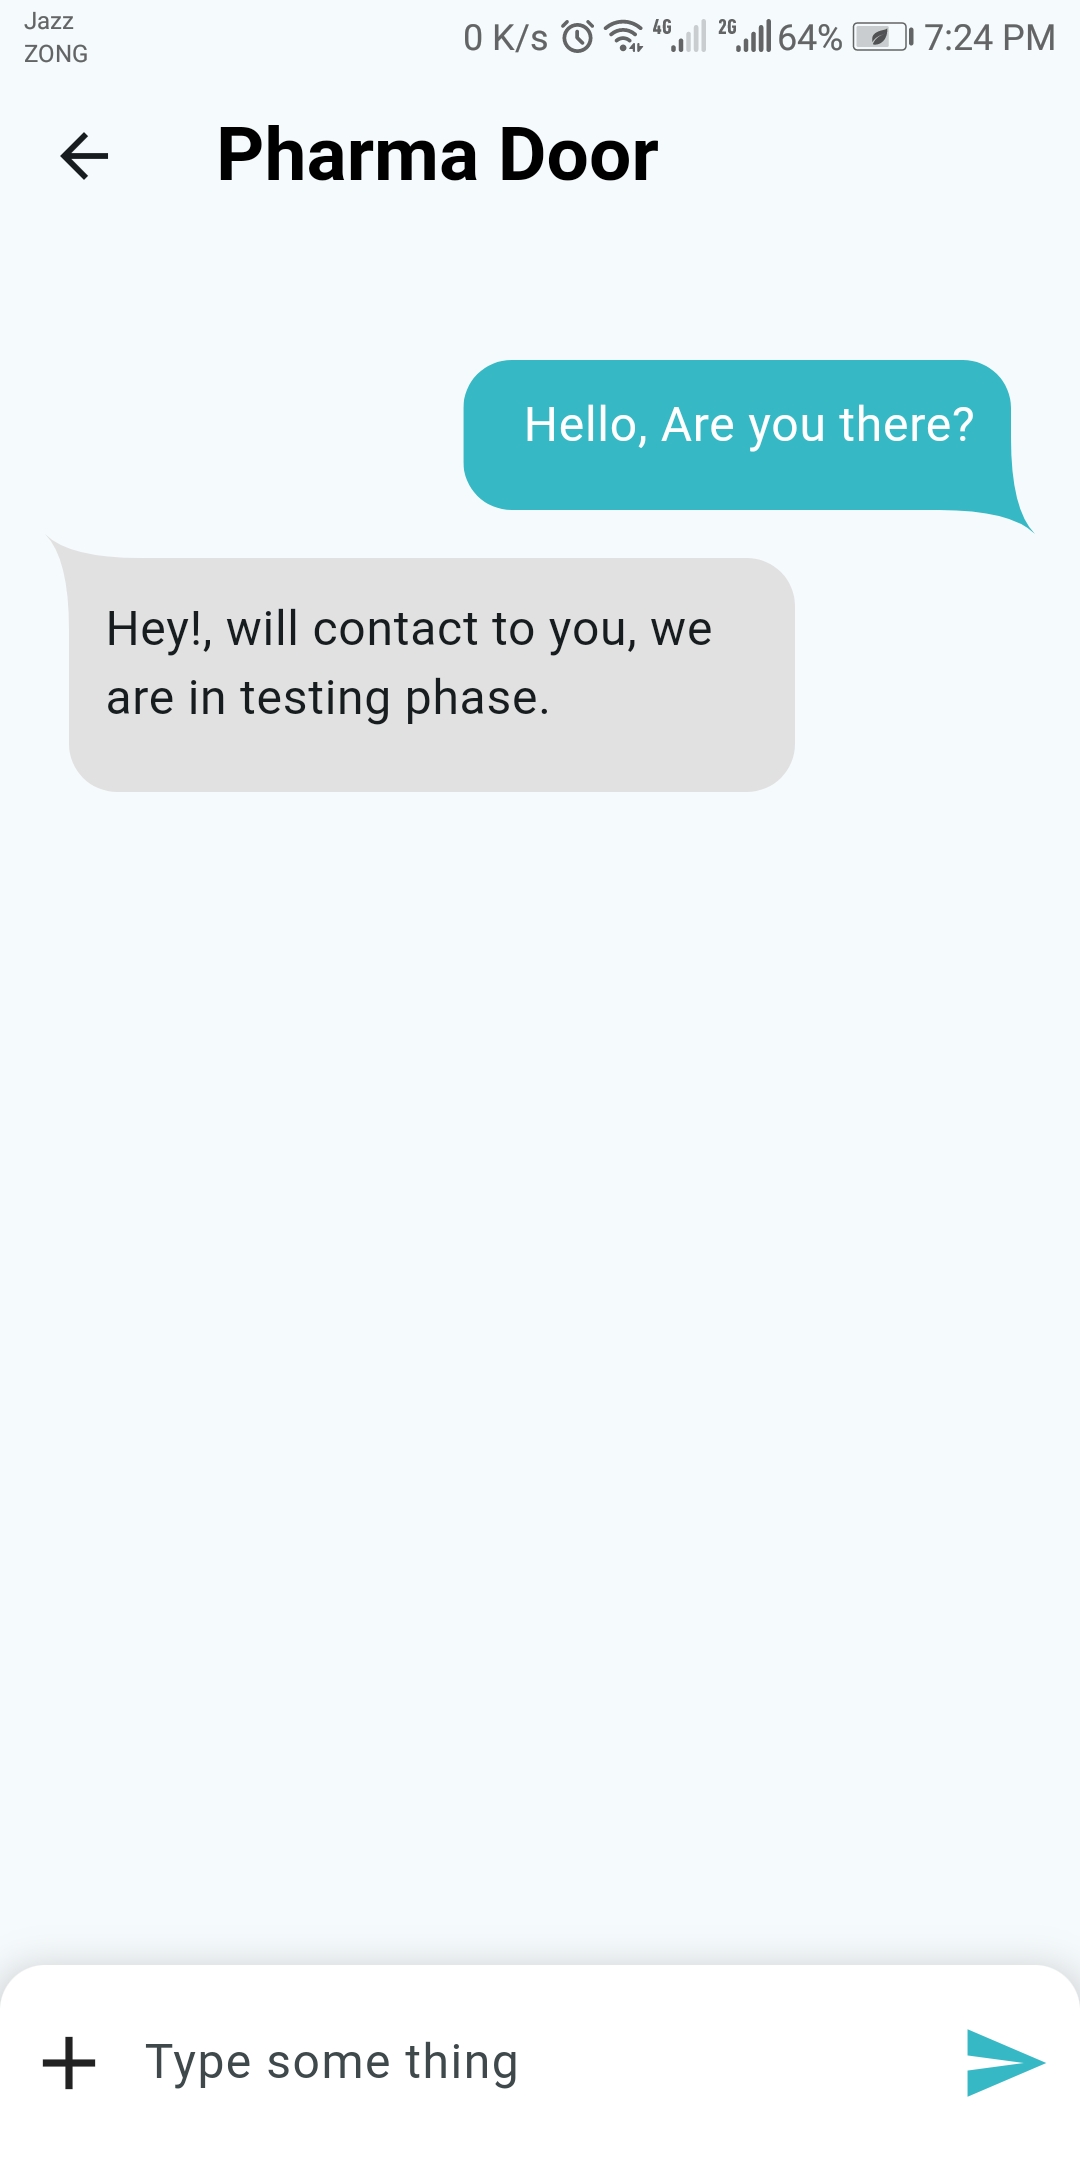 Jazz
ZONG
0 K/s 4G 2G 64% 7:24 PM
Pharma Door
Hello, Are you there?
Hey!, will contact to you, we
are in testing phase.
Type some thing